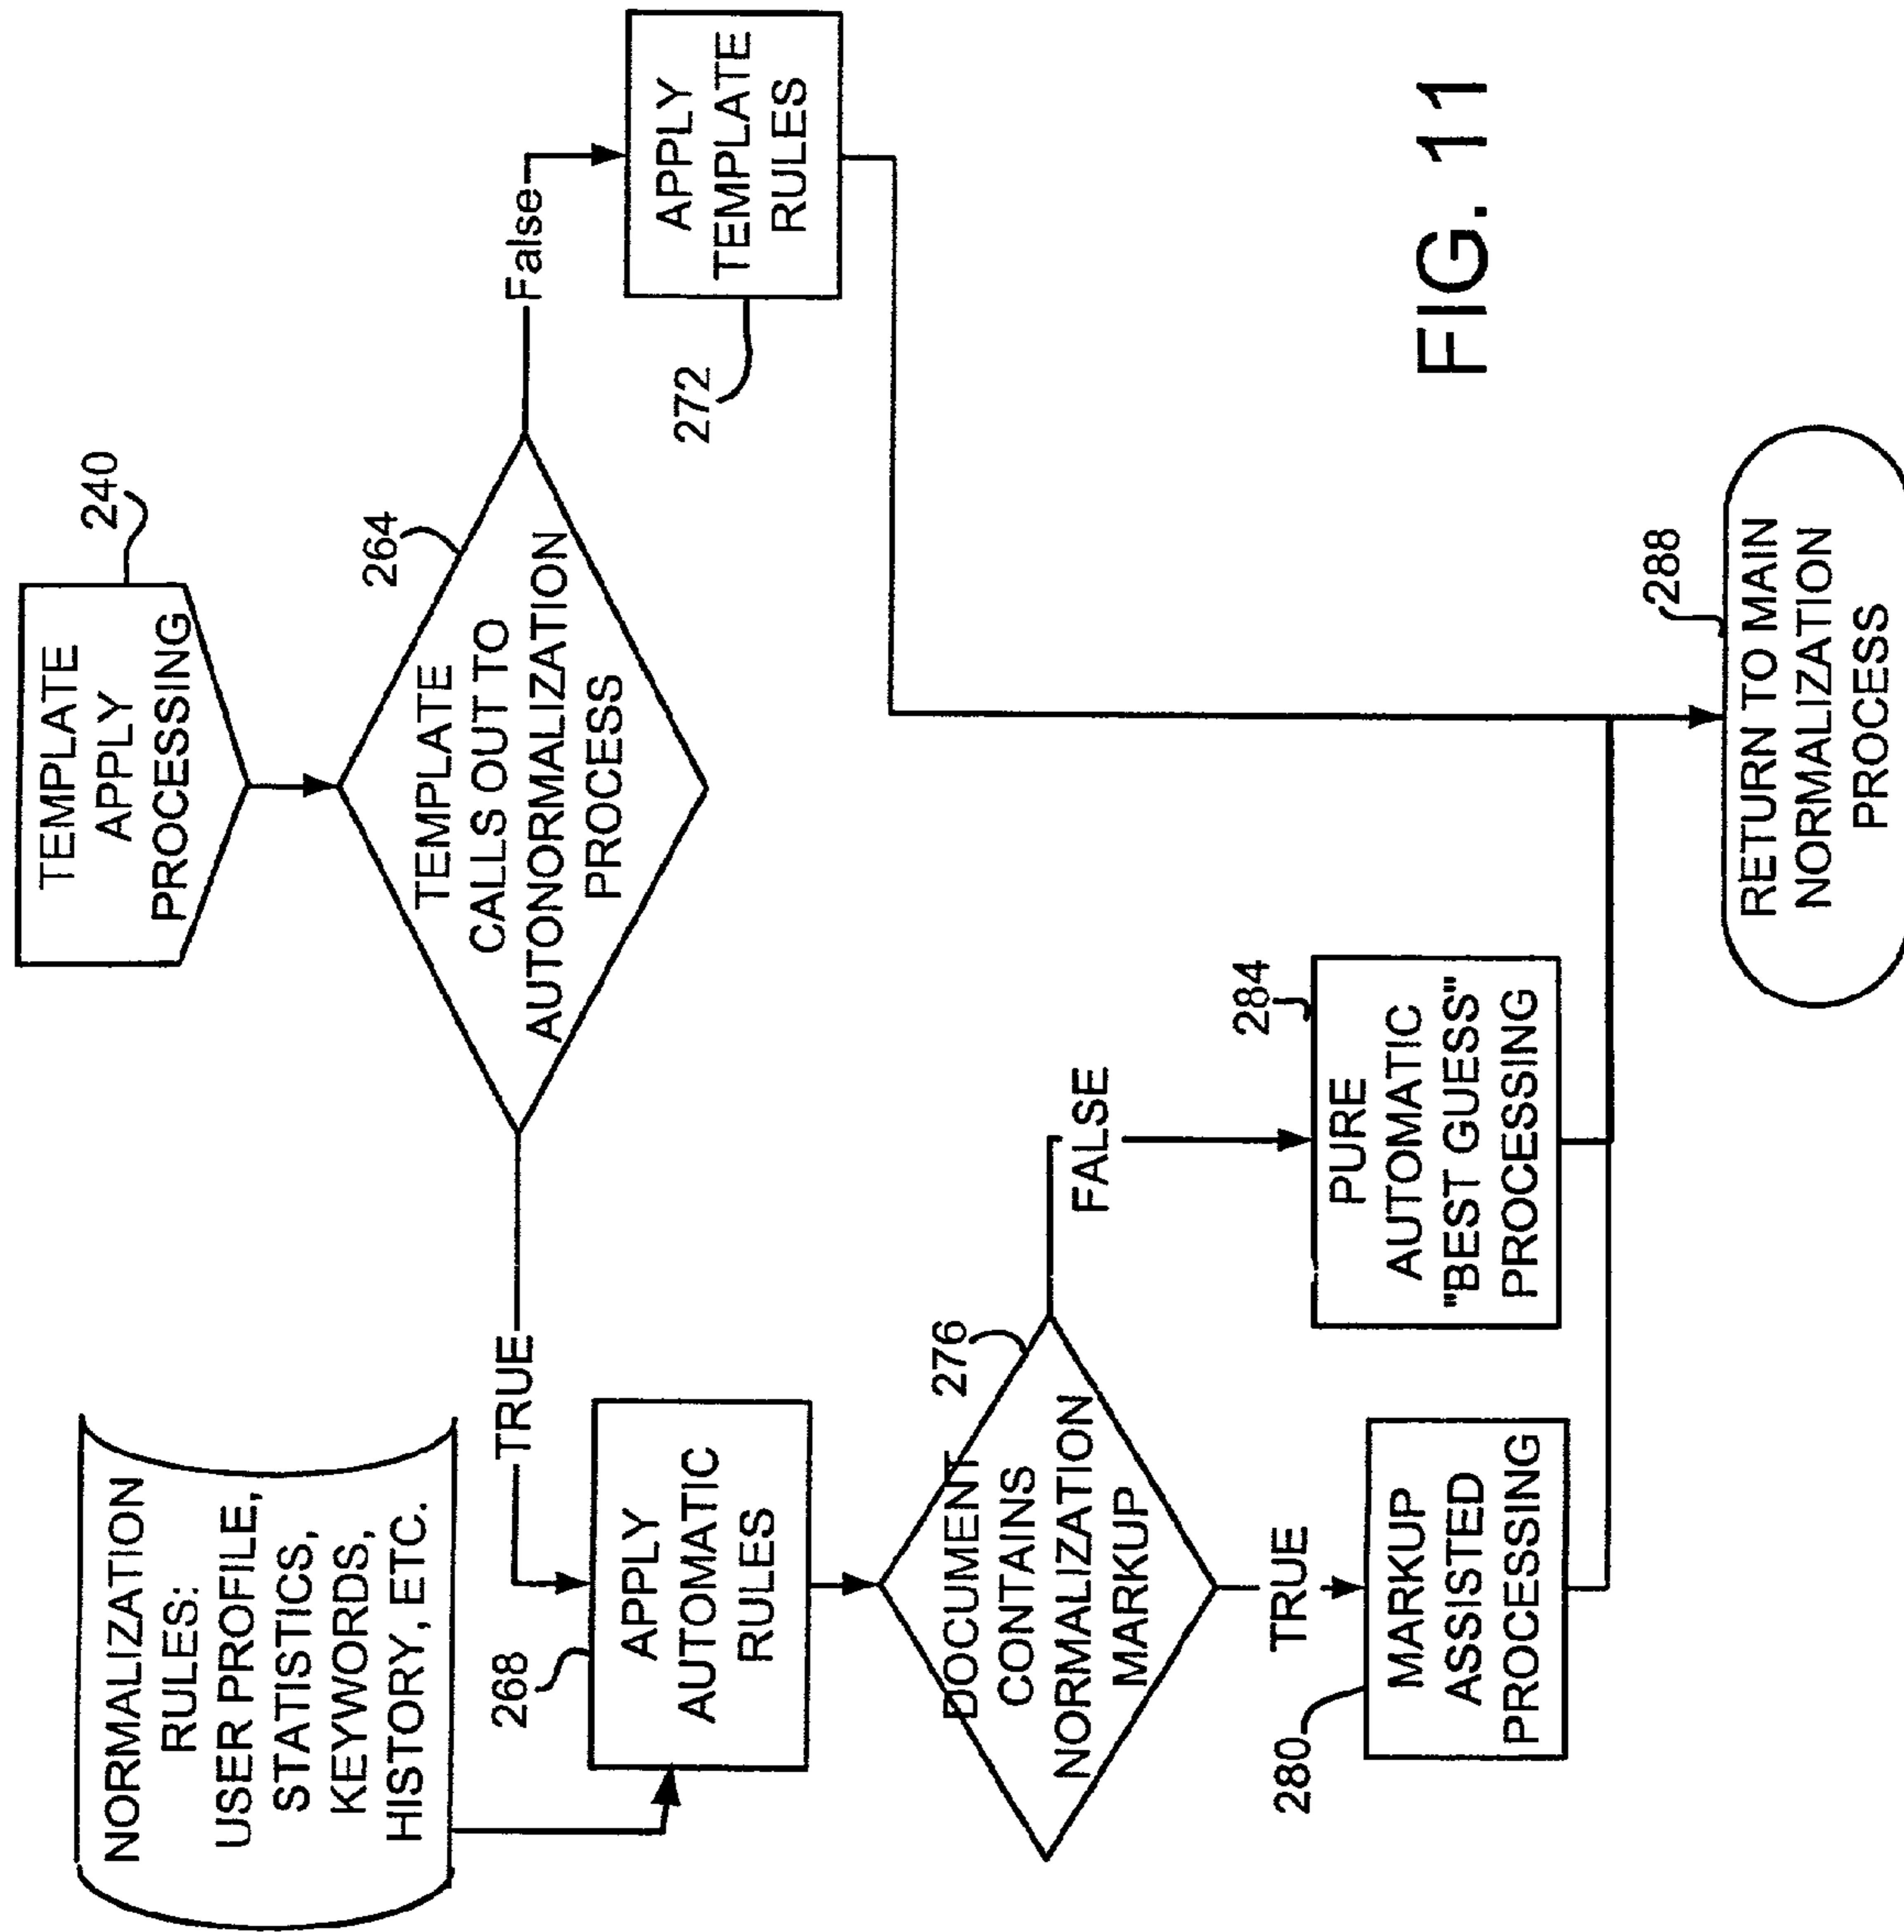 TEMPLATE
APPLY
PROCESSING
240
TEMPLATE
CALLS OUT TO
AUTONORMALIZATION
PROCESS
264
False
TRUE
APPLY
TEMPLATE
RULES
272
NORMALIZATION
RULES:
USER PROFILE,
STATISTICS,
KEYWORDS,
HISTORY, ETC.
268
APPLY
AUTOMATIC
RULES
DOCUMENT
CONTAINS
NORMALIZATION
MARKUP
276
FALSE
TRUE
280
MARKUP
ASSISTED
PROCESSING
284
PURE
AUTOMATIC
"BEST GUESS"
PROCESSING
288
RETURN TO MAIN
NORMALIZATION
PROCESS
FIG. 11